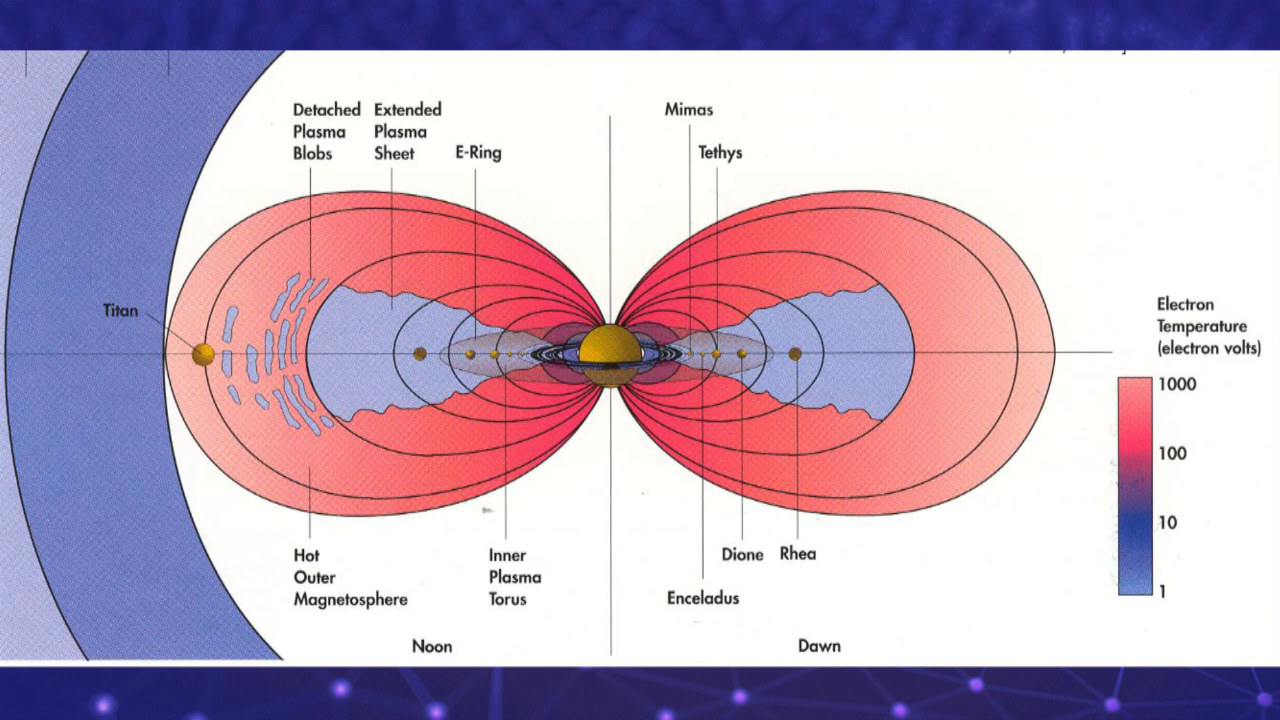 Detached
Plasma
Blobs
Extended
Plasma
Sheet
E-Ring
Mimas
Tethys
Titan
Electron
Temperature
(electron volts)
1000
100
10
1
Hot
Outer
Magnetosphere
Inner
Plasma
Torus
Dione
Rhea
Enceladus
Noon
Dawn